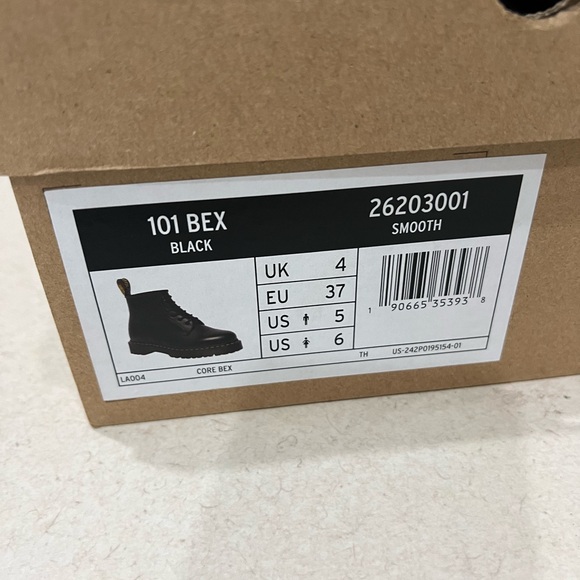 101 BEX
BLACK
26203001
SMOOTH
UK 4
EU 37
US 5
US 6
1 90665 35393 8
LA004
CORE BEX
TH
US-242P0195154-01